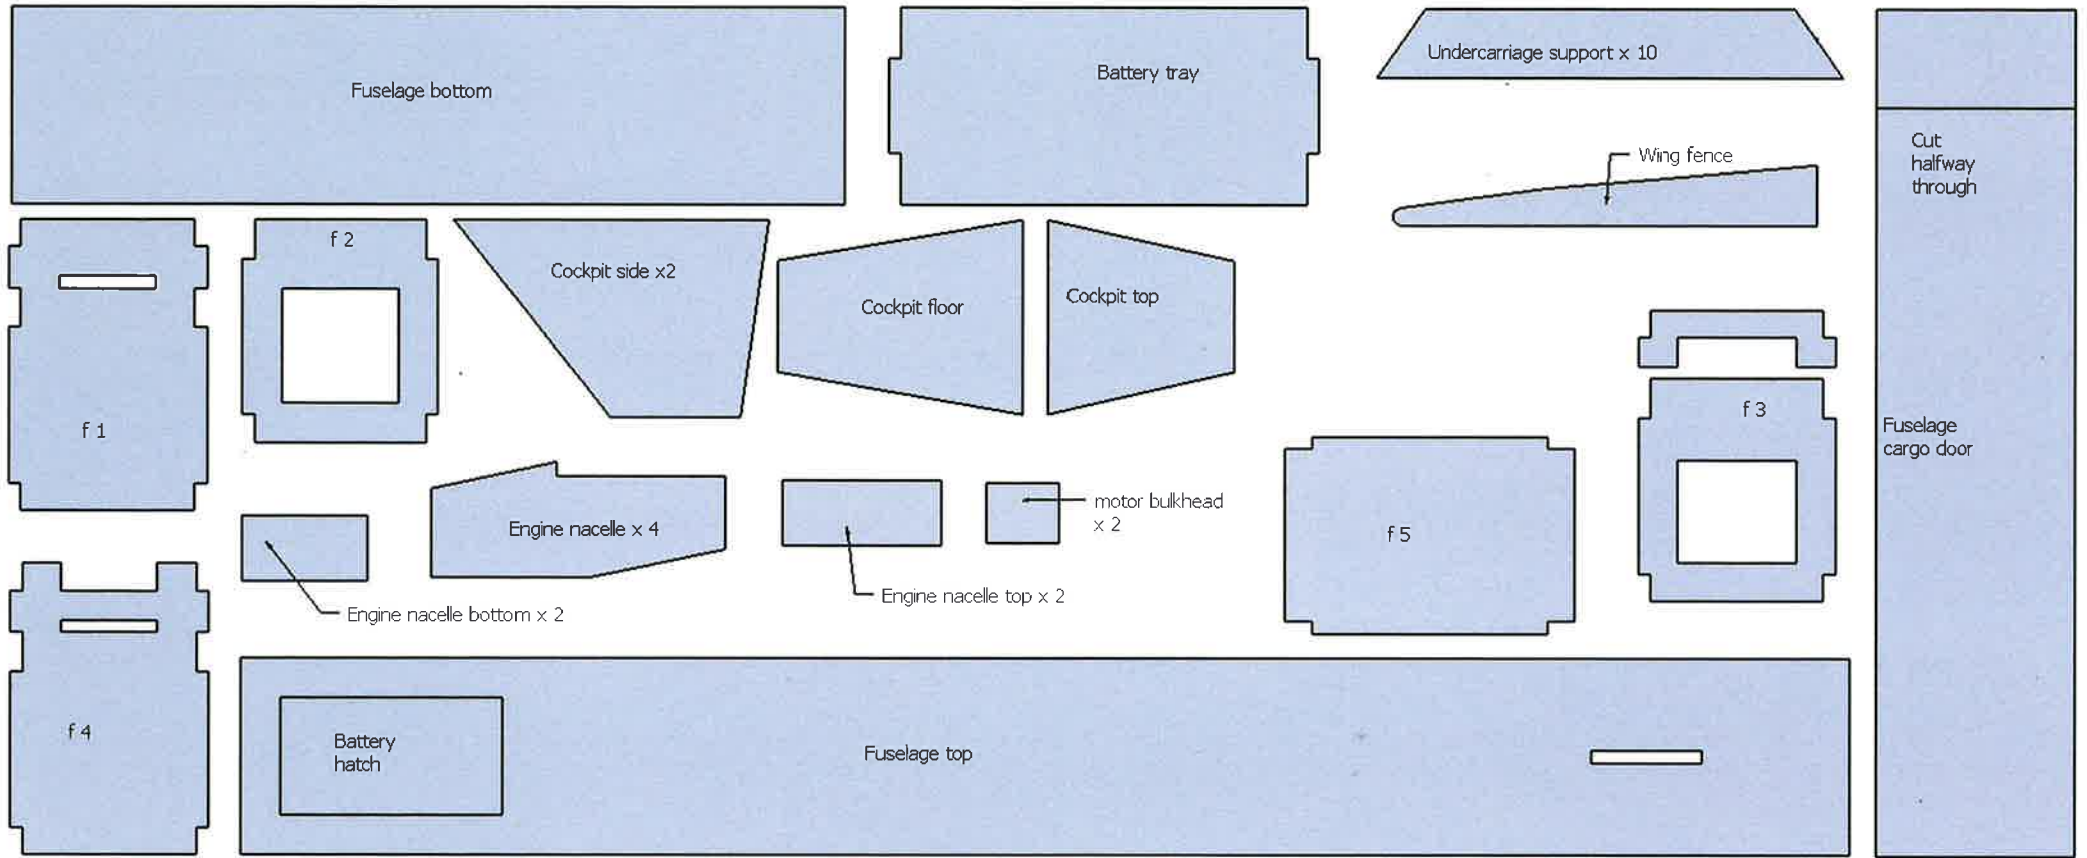 Fuselage bottom
Battery tray
Undercarriage support x 10
Cut
halfway
through
Wing fence
f 2
Cockpit side x2
Cockpit floor
Cockpit top
f 1
f 3
Fuselage
cargo door
Engine nacelle x 4
motor bulkhead
x 2
f 5
Engine nacelle bottom x 2
Engine nacelle top x 2
f 4
Battery
hatch
Fuselage top